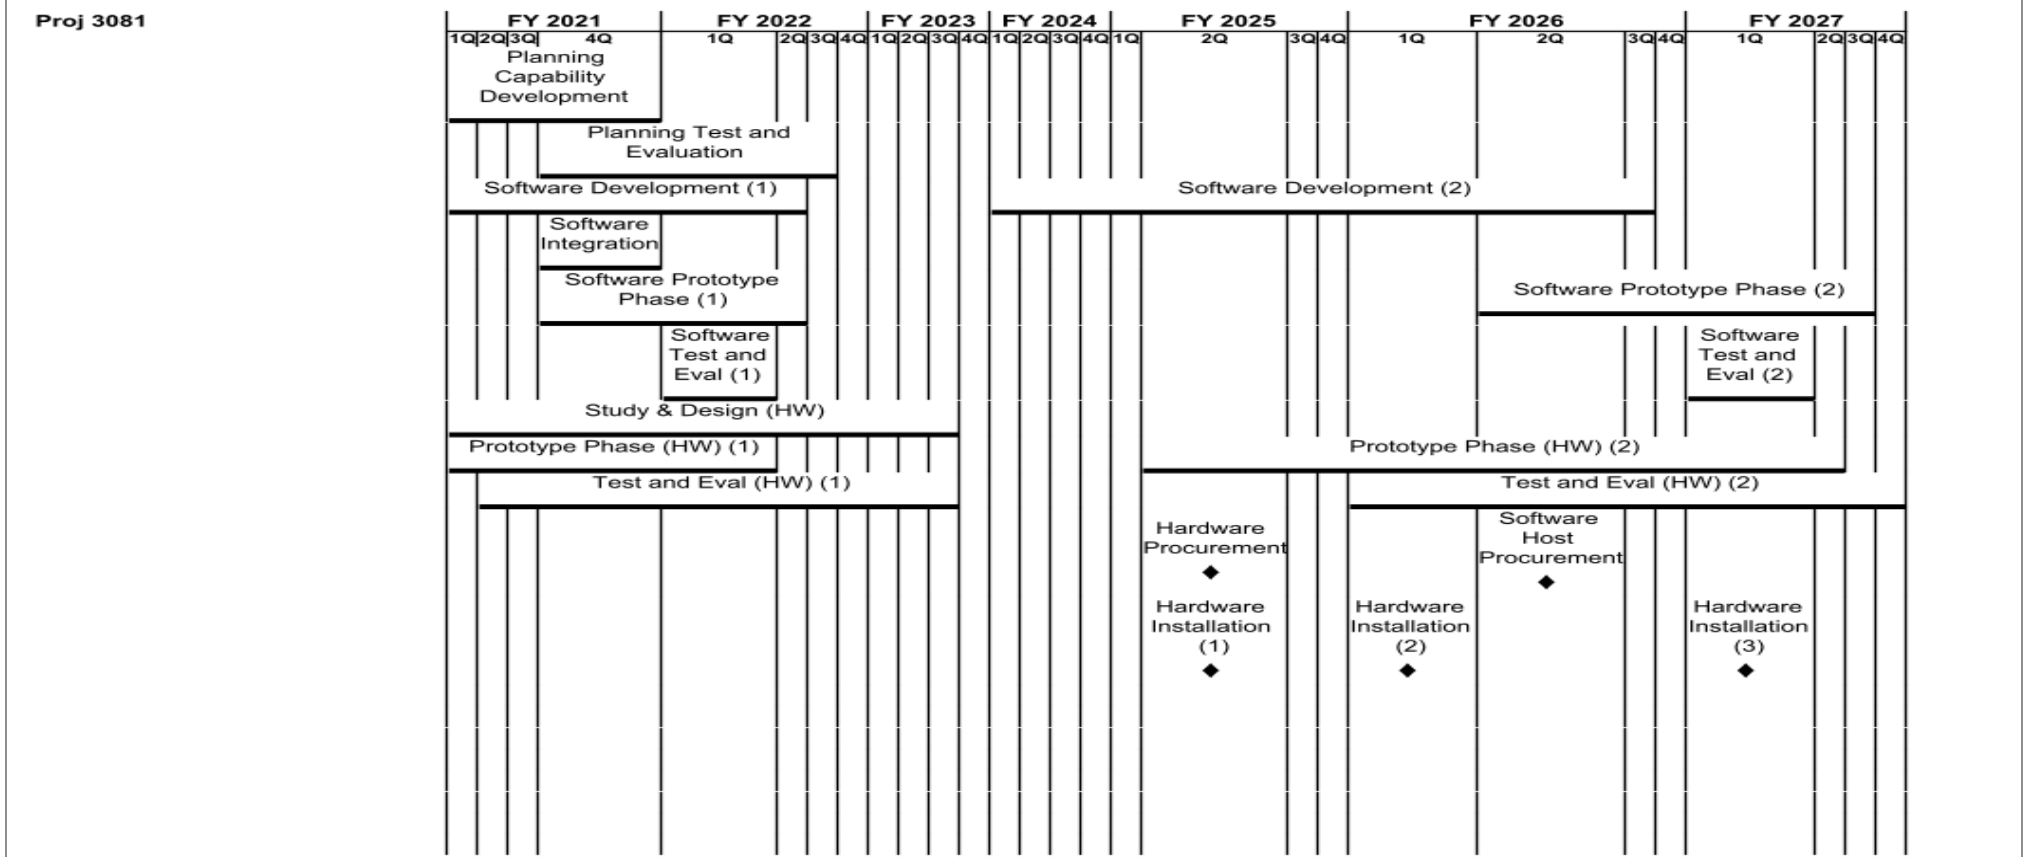 Proj 3081
FY 2021 FY 2022 FY 2023 FY 2024 FY 2025 FY 2026 FY 2027
1Q 2Q 3Q 4Q 1Q 2Q 3Q 4Q 1Q 2Q 3Q 4Q 1Q 2Q 3Q 4Q 1Q 2Q 3Q 4Q 1Q 2Q 3Q 4Q 1Q 2Q 3Q 4Q
Planning
Capability
Development
Planning Test and
Evaluation
Software Development (1)
Software Development (2)
Software
Integration
Software Prototype
Phase (1)
Software Prototype Phase (2)
Software
Test and
Eval (1)
Software
Test and
Eval (2)
Study & Design (HW)
Prototype Phase (HW) (1)
Prototype Phase (HW) (2)
Test and Eval (HW) (1)
Test and Eval (HW) (2)
Hardware
Procurement
Software
Host
Procurement
Hardware
Installation
(1)
Hardware
Installation
(2)
Hardware
Installation
(3)